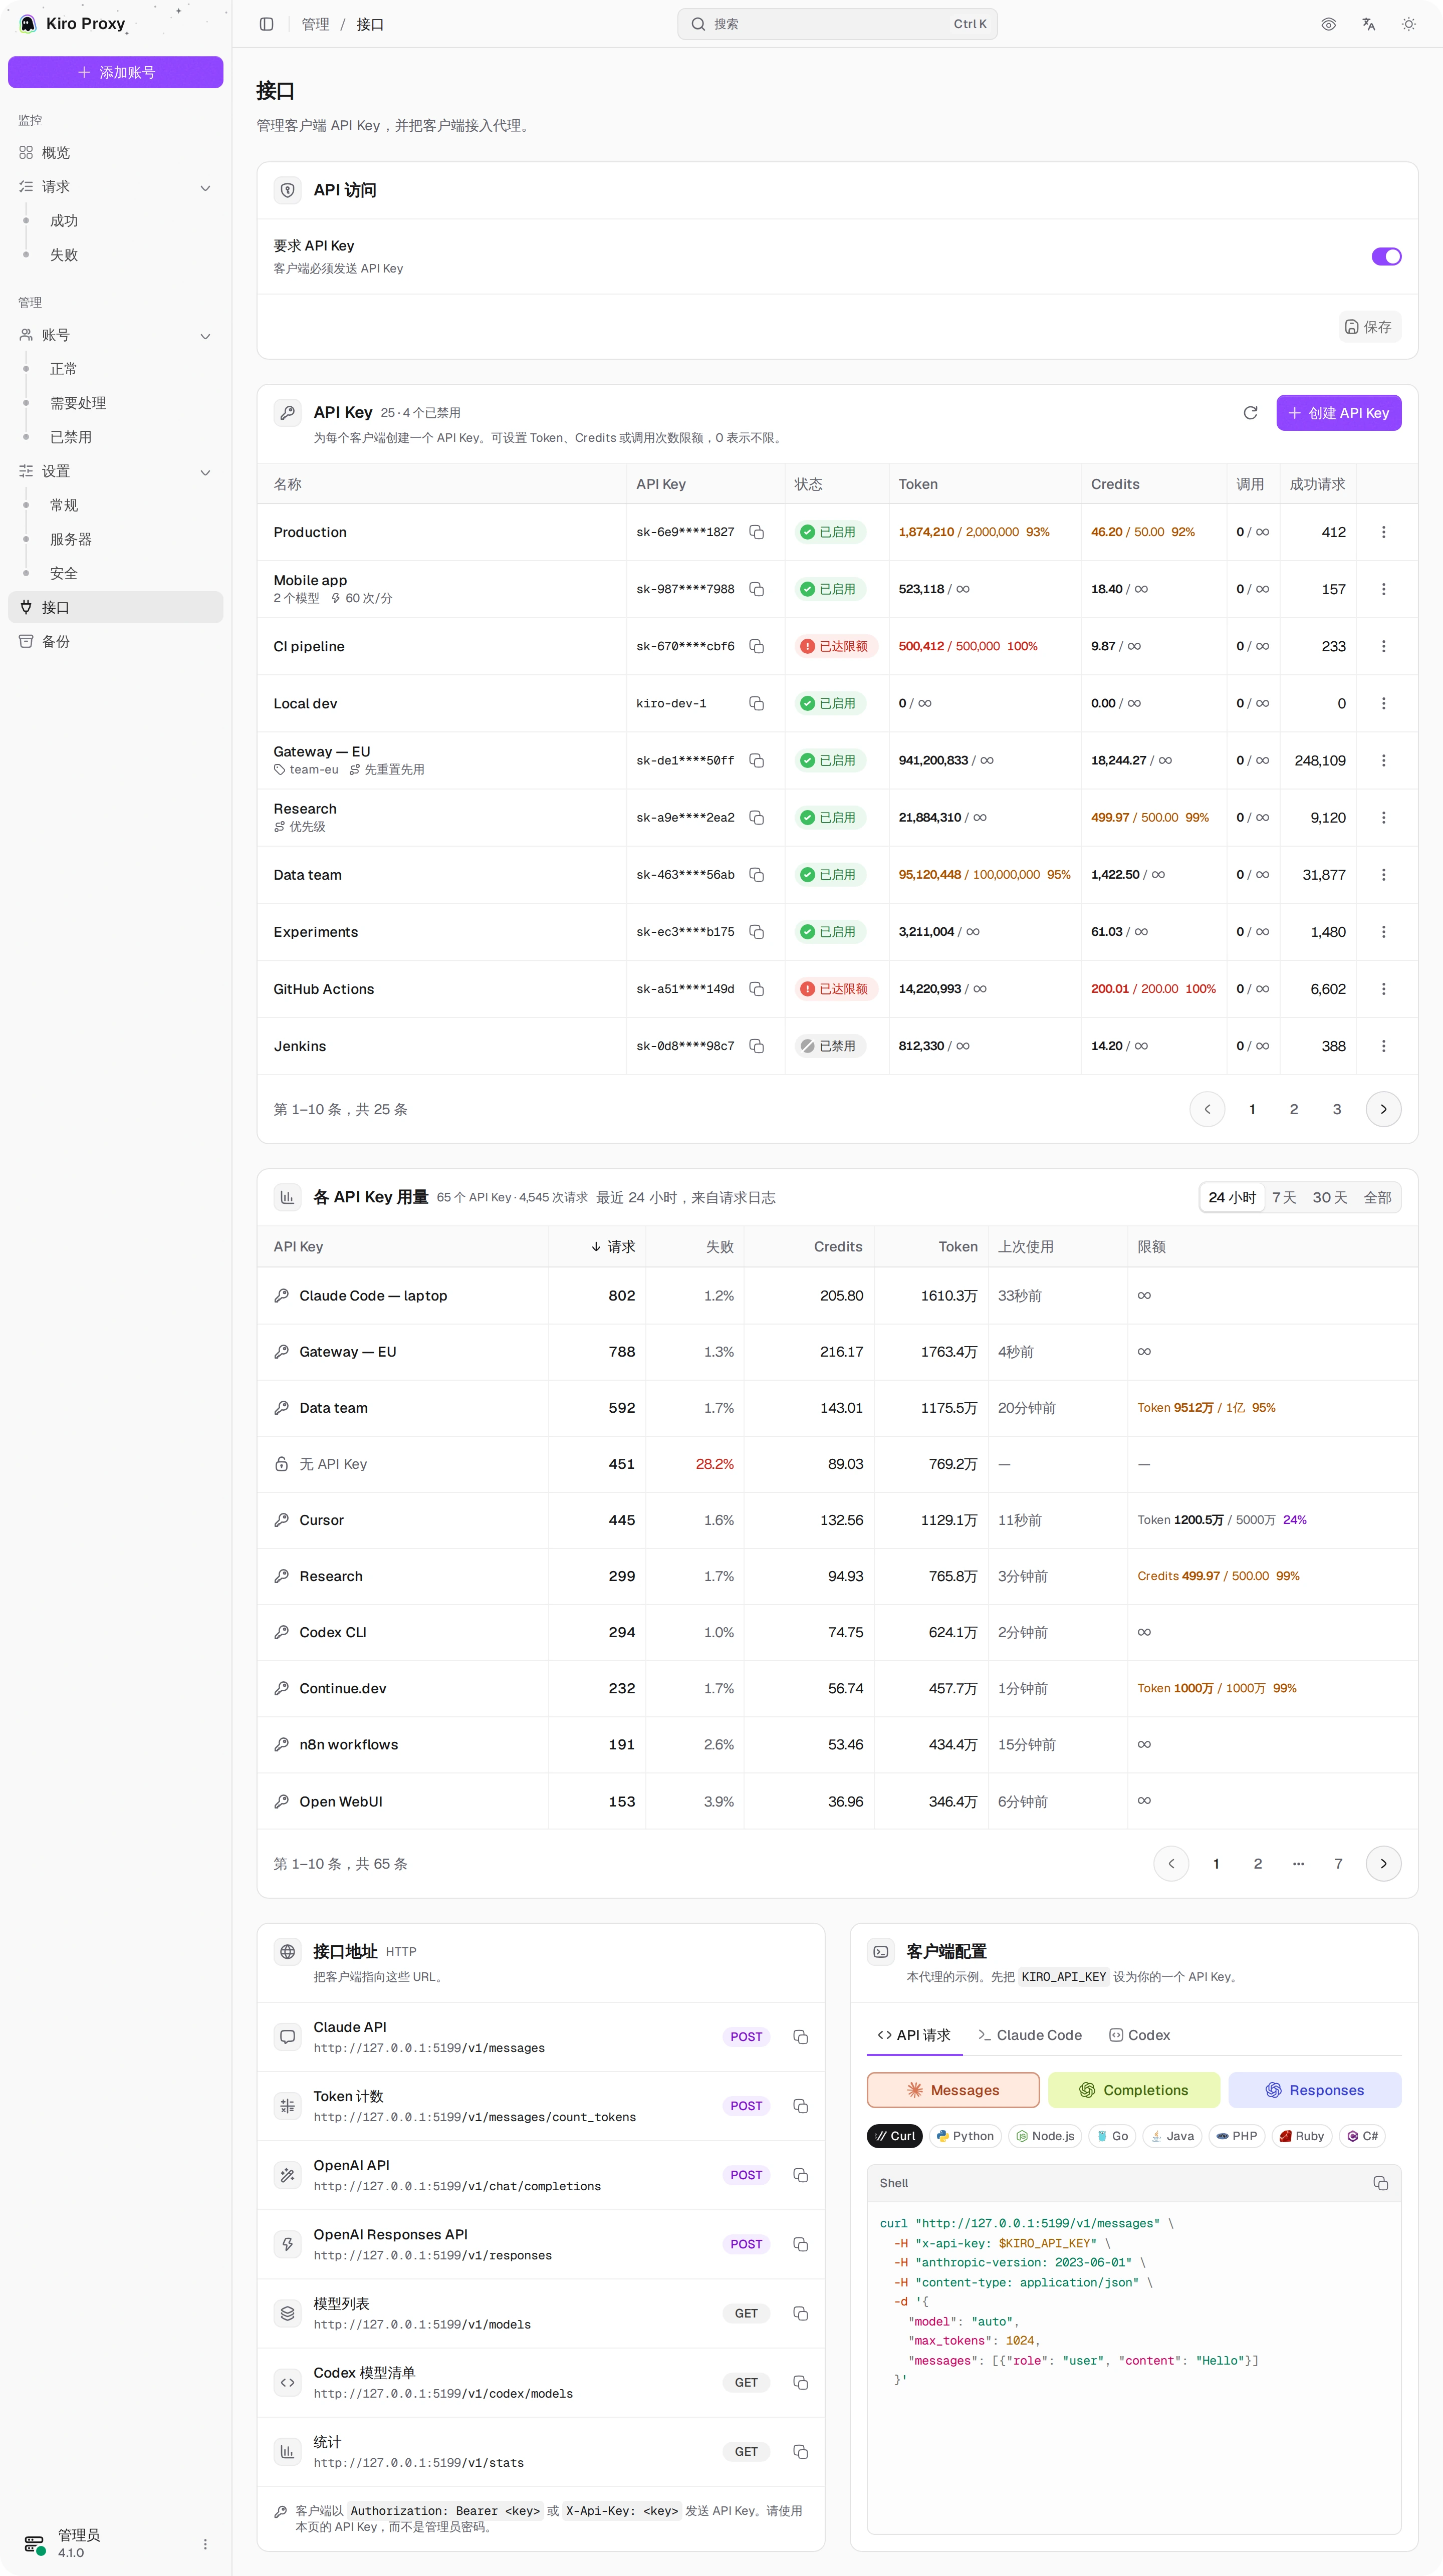 Kiro Proxy
管理 / 接口
搜索 Ctrl K
添加账号
监控
概览
请求
成功
失败
管理
账号
正常
需要处理
已禁用
设置
常规
服务器
安全
接口
备份
管理员
4.1.0
接口
管理客户端 API Key，并把客户端接入代理。
API 访问
要求 API Key
客户端必须发送 API Key
保存
API Key 25 · 4 个已禁用
为每个客户端创建一个 API Key。可设置 Token、Credits 或调用次数限额，0 表示不限。
创建 API Key
名称 API Key 状态 Token Credits 调用 成功请求
Production sk-6e9****1827 已启用 1,874,210 / 2,000,000 93% 46.20 / 50.00 92% 0 / ∞ 412
Mobile app
2 个模型 60 次/分
sk-987****7988 已启用 523,118 / ∞ 18.40 / ∞ 0 / ∞ 157
CI pipeline sk-670****cbf6 已达限额 500,412 / 500,000 100% 9.87 / ∞ 0 / ∞ 233
Local dev kiro-dev-1 已启用 0 / ∞ 0.00 / ∞ 0 / ∞ 0
Gateway — EU
team-eu 先重置先用
sk-de1****50ff 已启用 941,200,833 / ∞ 18,244.27 / ∞ 0 / ∞ 248,109
Research
优先级
sk-a9e****2ea2 已启用 21,884,310 / ∞ 499.97 / 500.00 99% 0 / ∞ 9,120
Data team sk-463****56ab 已启用 95,120,448 / 100,000,000 95% 1,422.50 / ∞ 0 / ∞ 31,877
Experiments sk-ec3****b175 已启用 3,211,004 / ∞ 61.03 / ∞ 0 / ∞ 1,480
GitHub Actions sk-a51****149d 已达限额 14,220,993 / ∞ 200.01 / 200.00 100% 0 / ∞ 6,602
Jenkins sk-0d8****98c7 已禁用 812,330 / ∞ 14.20 / ∞ 0 / ∞ 388
第 1–10 条，共 25 条 1 2 3
各 API Key 用量 65 个 API Key · 4,545 次请求 最近 24 小时，来自请求日志
24 小时 7 天 30 天 全部
API Key ↓ 请求 失败 Credits Token 上次使用 限额
Claude Code — laptop 802 1.2% 205.80 1610.3万 33秒前 ∞
Gateway — EU 788 1.3% 216.17 1763.4万 4秒前 ∞
Data team 592 1.7% 143.01 1175.5万 20分钟前 Token 9512万 / 1亿 95%
无 API Key 451 28.2% 89.03 769.2万 — —
Cursor 445 1.6% 132.56 1129.1万 11秒前 Token 1200.5万 / 5000万 24%
Research 299 1.7% 94.93 765.8万 3分钟前 Credits 499.97 / 500.00 99%
Codex CLI 294 1.0% 74.75 624.1万 2分钟前 ∞
Continue.dev 232 1.7% 56.74 457.7万 1分钟前 Token 1000万 / 1000万 99%
n8n workflows 191 2.6% 53.46 434.4万 15分钟前 ∞
Open WebUI 153 3.9% 36.96 346.4万 6分钟前 ∞
第 1–10 条，共 65 条 1 2 ••• 7
接口地址 HTTP
把客户端指向这些 URL。
Claude API
http://127.0.0.1:5199/v1/messages
POST
Token 计数
http://127.0.0.1:5199/v1/messages/count_tokens
POST
OpenAI API
http://127.0.0.1:5199/v1/chat/completions
POST
OpenAI Responses API
http://127.0.0.1:5199/v1/responses
POST
模型列表
http://127.0.0.1:5199/v1/models
GET
Codex 模型清单
http://127.0.0.1:5199/v1/codex/models
GET
统计
http://127.0.0.1:5199/v1/stats
GET
客户端以 Authorization: Bearer <key> 或 X-Api-Key: <key> 发送 API Key。请使用
本页的 API Key，而不是管理员密码。
客户端配置
本代理的示例。先把 KIRO_API_KEY 设为你的一个 API Key。
API 请求 Claude Code Codex
Messages Completions Responses
Curl Python Node.js Go Java PHP Ruby C#
Shell
curl "http://127.0.0.1:5199/v1/messages" \
-H "x-api-key: $KIRO_API_KEY" \
-H "anthropic-version: 2023-06-01" \
-H "content-type: application/json" \
-d '{
"model": "auto",
"max_tokens": 1024,
"messages": [{"role": "user", "content": "Hello"}]
}'